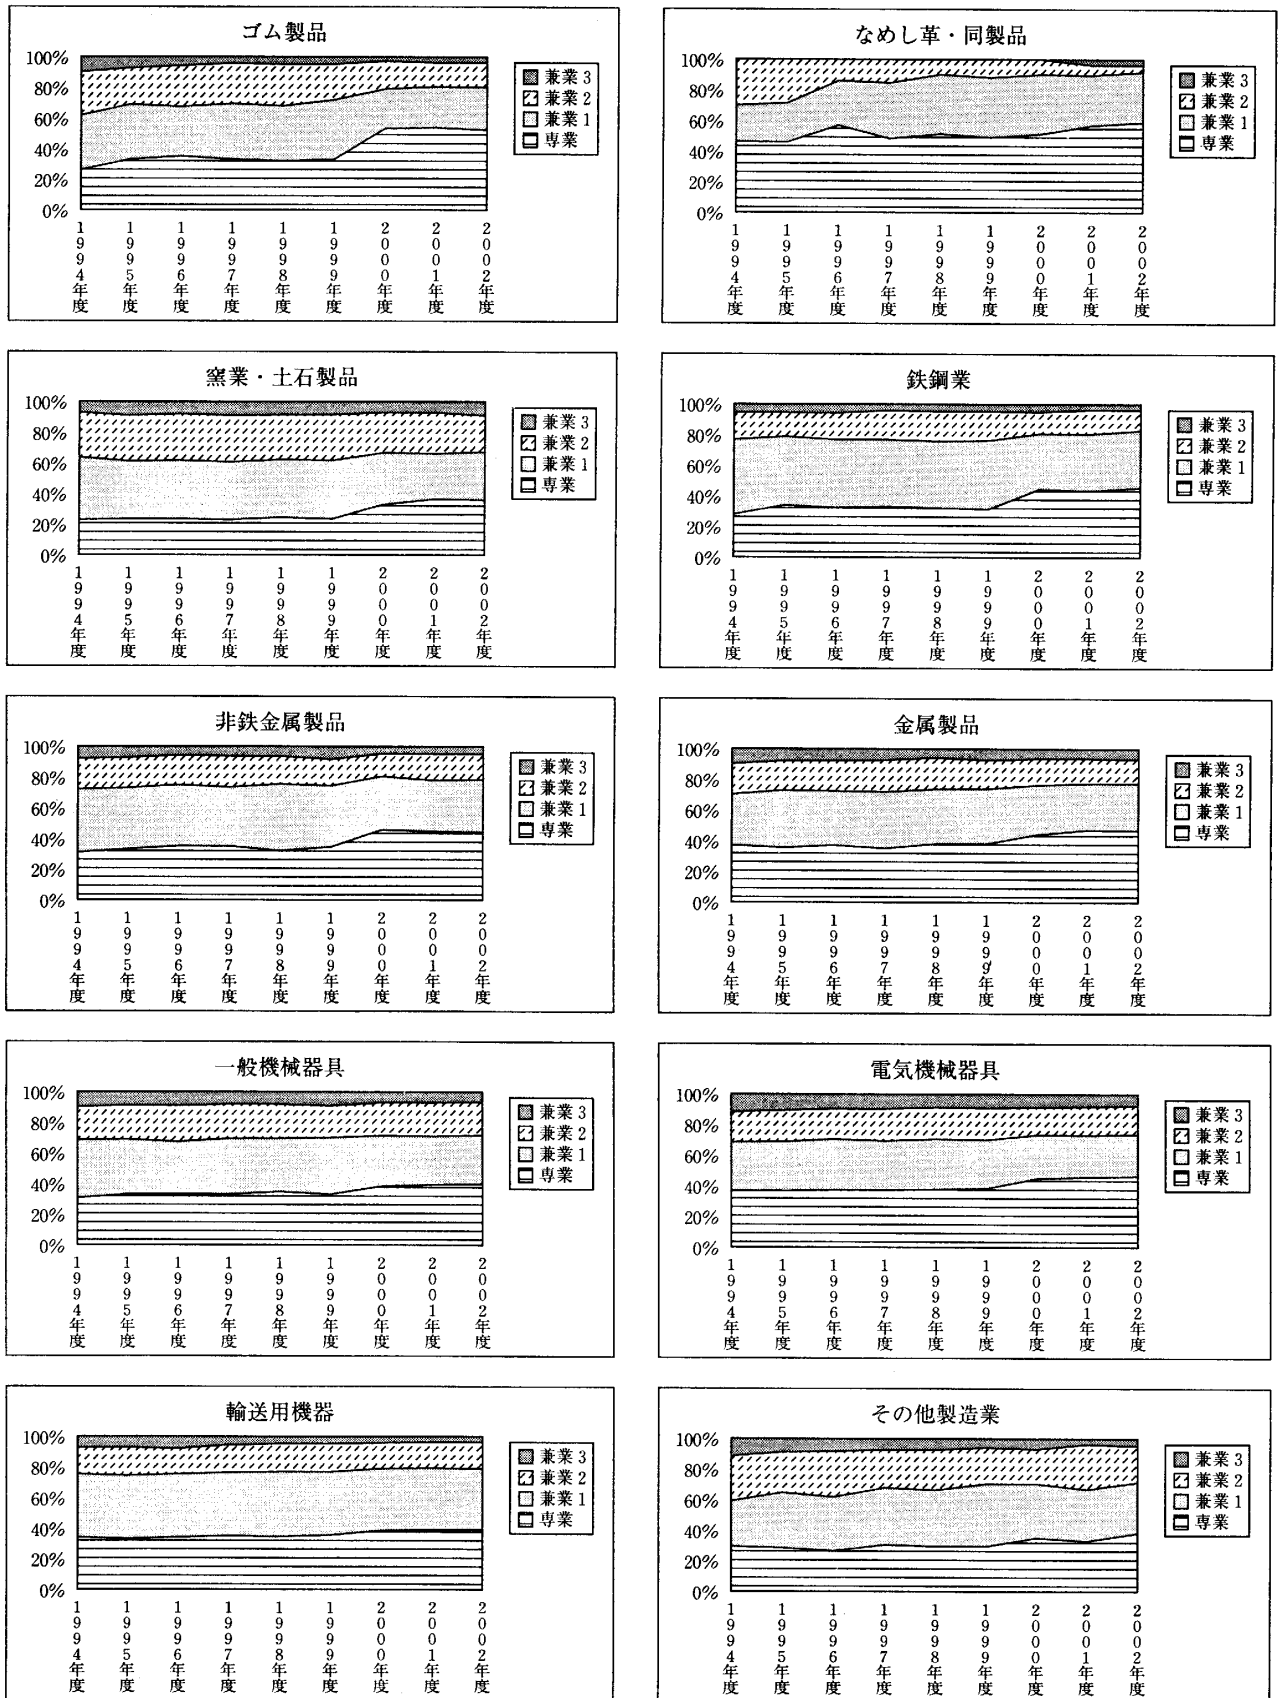 ゴム製品
100%
80%
60%
40%
20%
0%
兼業3
兼業2
兼業1
専業
1994年度
1995年度
1996年度
1997年度
1998年度
1999年度
2000年度
2001年度
2002年度
なめし革・同製品
100%
80%
60%
40%
20%
0%
兼業3
兼業2
兼業1
専業
1994年度
1995年度
1996年度
1997年度
1998年度
1999年度
2000年度
2001年度
2002年度
窯業・土石製品
100%
80%
60%
40%
20%
0%
兼業3
兼業2
兼業1
専業
1994年度
1995年度
1996年度
1997年度
1998年度
1999年度
2000年度
2001年度
2002年度
鉄鋼業
100%
80%
60%
40%
20%
0%
兼業3
兼業2
兼業1
専業
1994年度
1995年度
1996年度
1997年度
1998年度
1999年度
2000年度
2001年度
2002年度
非鉄金属製品
100%
80%
60%
40%
20%
0%
兼業3
兼業2
兼業1
専業
1994年度
1995年度
1996年度
1997年度
1998年度
1999年度
2000年度
2001年度
2002年度
金属製品
100%
80%
60%
40%
20%
0%
兼業3
兼業2
兼業1
専業
1994年度
1995年度
1996年度
1997年度
1998年度
1999年度
2000年度
2001年度
2002年度
一般機械器具
100%
80%
60%
40%
20%
0%
兼業3
兼業2
兼業1
専業
1994年度
1995年度
1996年度
1997年度
1998年度
1999年度
2000年度
2001年度
2002年度
電気機械器具
100%
80%
60%
40%
20%
0%
兼業3
兼業2
兼業1
専業
1994年度
1995年度
1996年度
1997年度
1998年度
1999年度
2000年度
2001年度
2002年度
輸送用機器
100%
80%
60%
40%
20%
0%
兼業3
兼業2
兼業1
専業
1994年度
1995年度
1996年度
1997年度
1998年度
1999年度
2000年度
2001年度
2002年度
その他製造業
100%
80%
60%
40%
20%
0%
兼業3
兼業2
兼業1
専業
1994年度
1995年度
1996年度
1997年度
1998年度
1999年度
2000年度
2001年度
2002年度